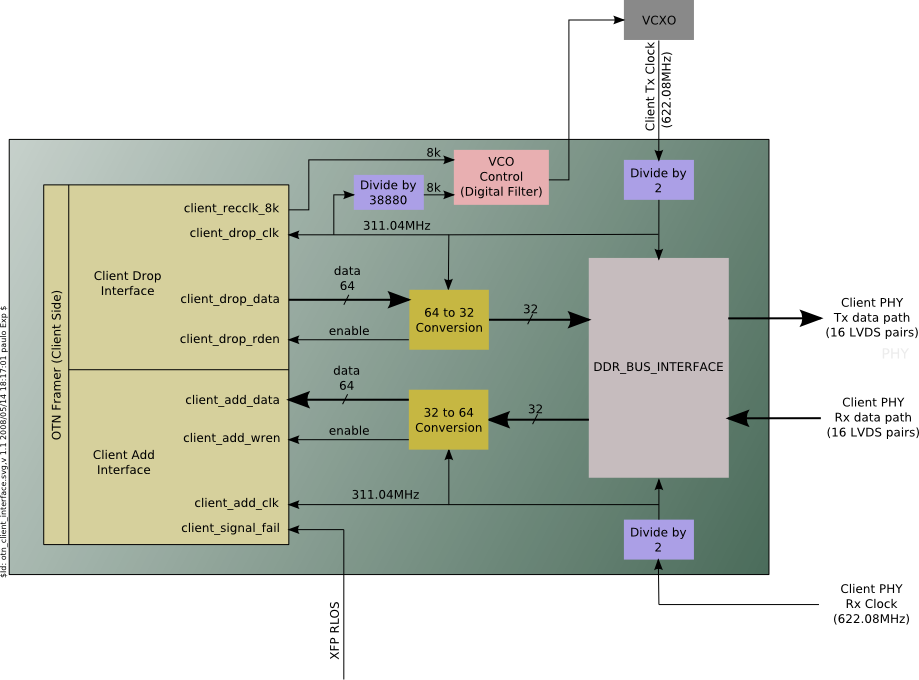 VCXO
Client Tx Clock
(622.08MHz)
8k
VCO
Control
(Digital Filter)
Divide by
38880
8k
Divide by
2
client_recclk_8k
client_drop_clk
311.04MHz
Client Drop
Interface
data
64
client_drop_data
64 to 32
Conversion
32
enable
client_drop_rden
Client PHY
Tx data path
(16 LVDS pairs)
PHY
OTN Framer (Client Side)
DDR_BUS_INTERFACE
data
64
client_add_data
32 to 64
Conversion
32
enable
client_add_wren
Client PHY
Rx data path
(16 LVDS pairs)
Client Add
Interface
client_add_clk
311.04MHz
client_signal_fail
Divide by
2
XFP RLOS
Client PHY
Rx Clock
(622.08MHz)
$Id: otn_client_interface.svg,v 1.1 2008/05/14 18:17:01 paulo Exp $